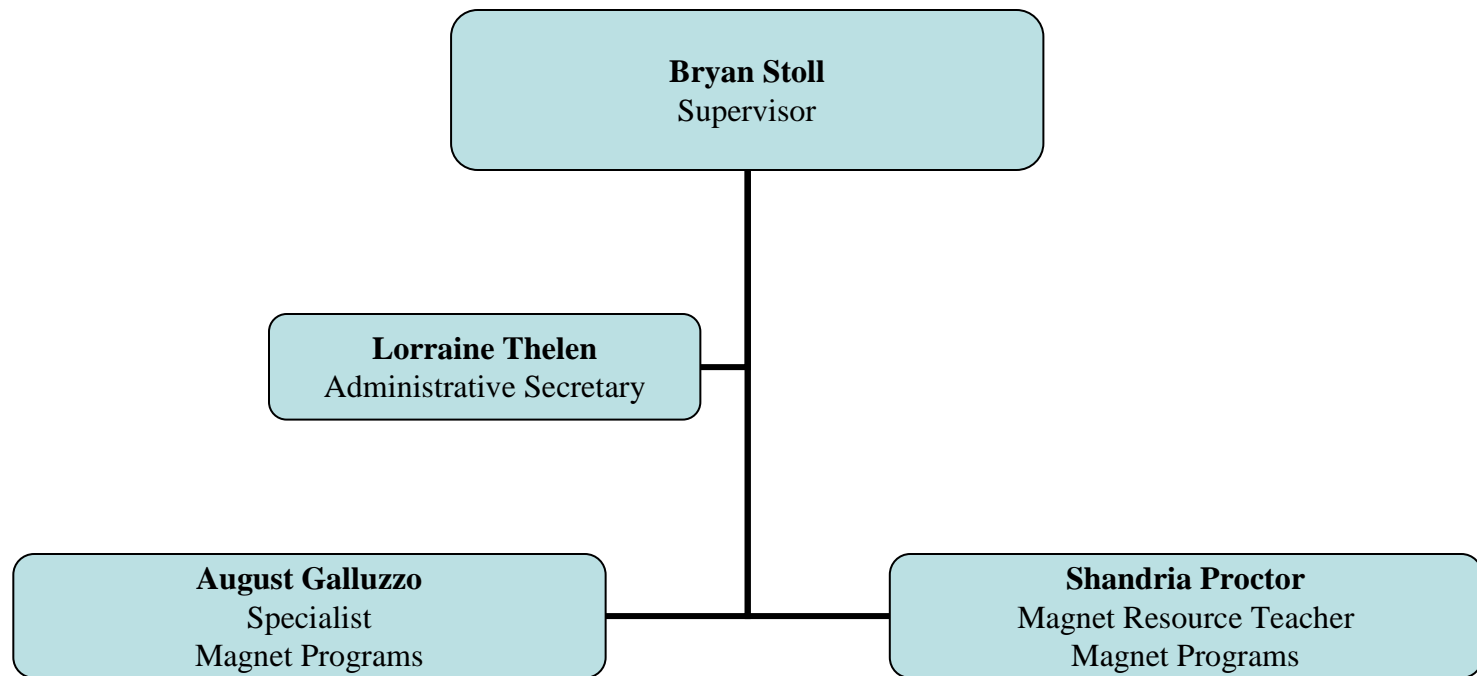 Bryan Stoll
Supervisor
Lorraine Thelen
Administrative Secretary
August Galluzzo
Specialist
Magnet Programs
Shandria Proctor
Magnet Resource Teacher
Magnet Programs